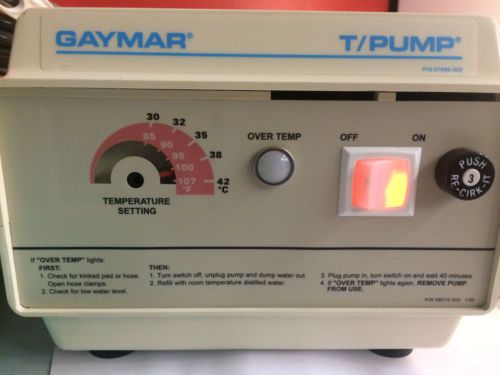 GAYMAR® T/PUMP®
P/N 07999-000
30 32 35 38 42 °C
85 90 95 100 107 °F
TEMPERATURE
SETTING
OVER TEMP
OFF ON
PUSH
3
RE-CIRK-IT
If "OVER TEMP" lights:
FIRST:
1. Check for kinked pad or hose.
Open hose clamps.
2. Check for low water level.
THEN:
1. Turn switch off, unplug pump and dump water out.
2. Refill with room temperature distilled water.
3. Plug pump in, turn switch on and wait 40 minutes.
4. If "OVER TEMP" lights again, REMOVE PUMP
FROM USE.